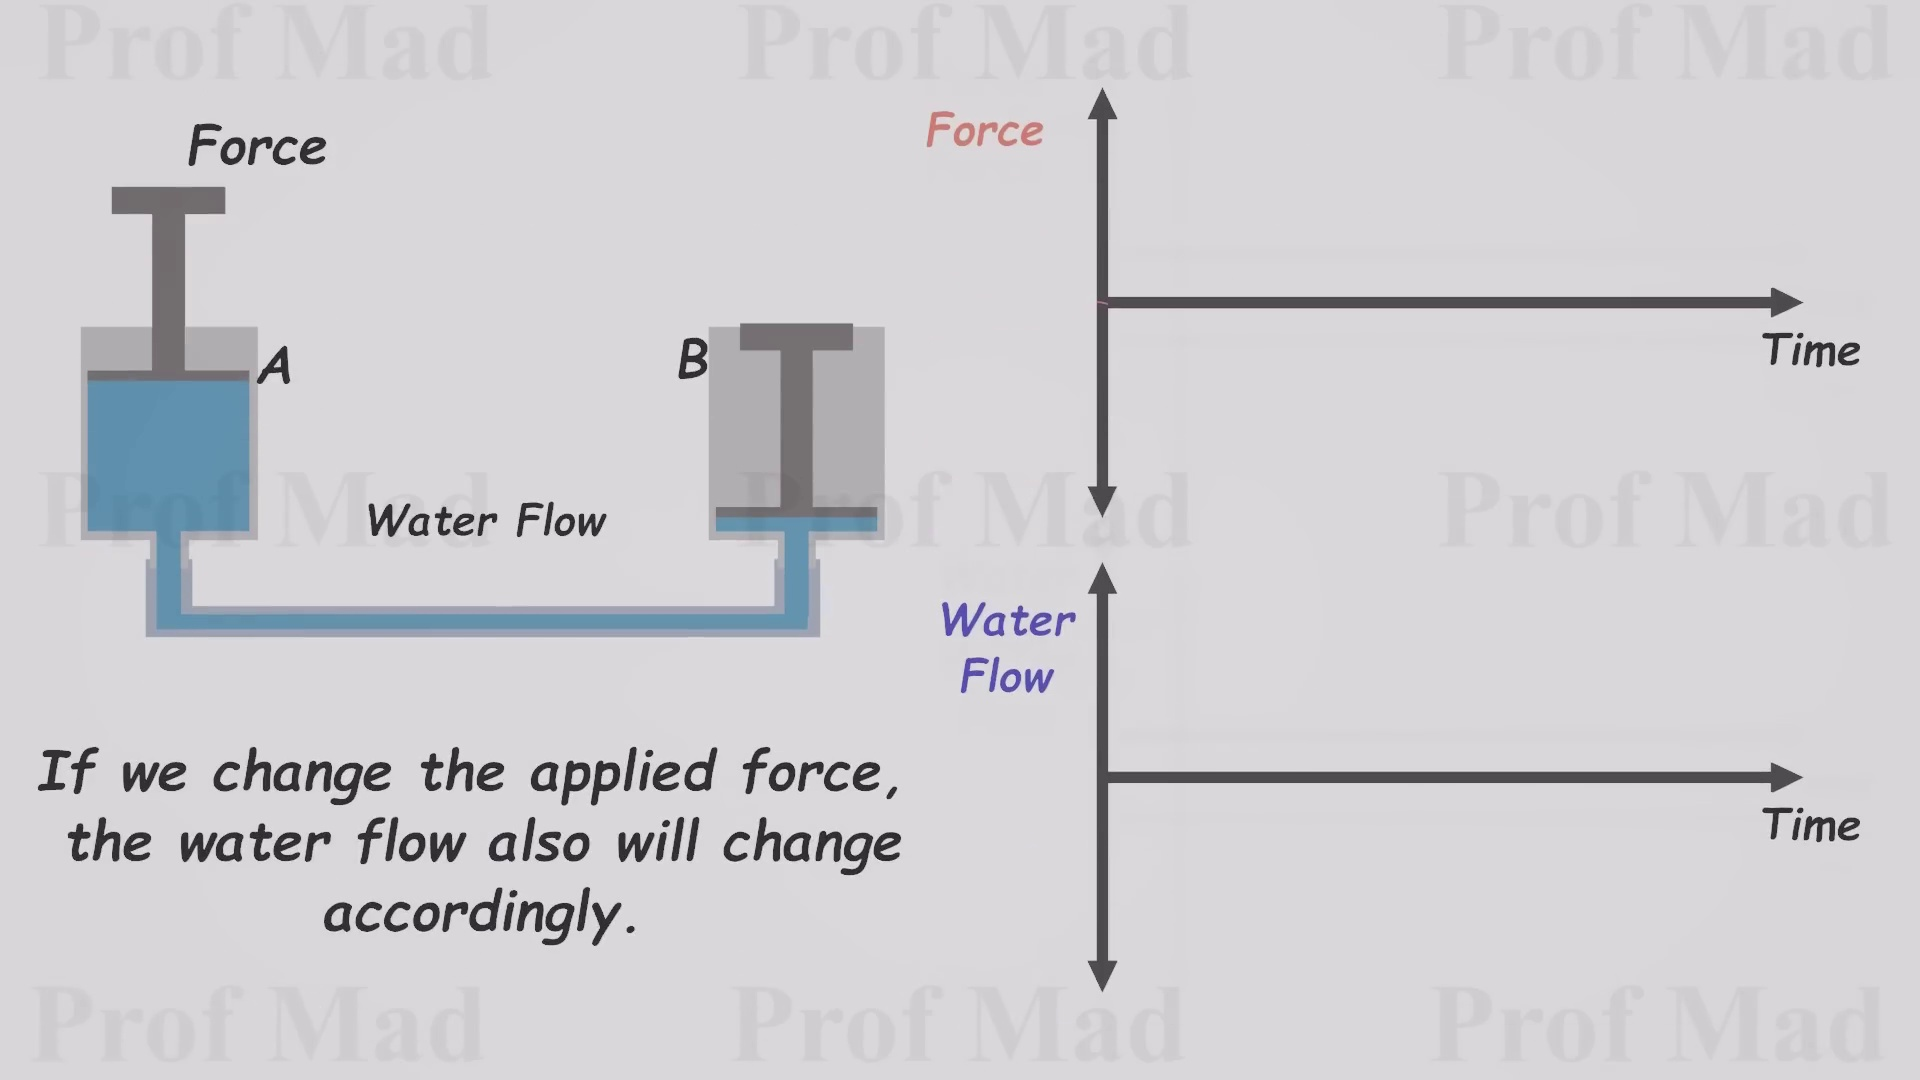 Prof Mad Prof Mad Prof Mad
Force
A
B
Water Flow
If we change the applied force,
the water flow also will change
accordingly.
Force
Time
Water
Flow
Time
Prof Mad Prof Mad Prof Mad
Prof Mad Prof Mad Prof Mad